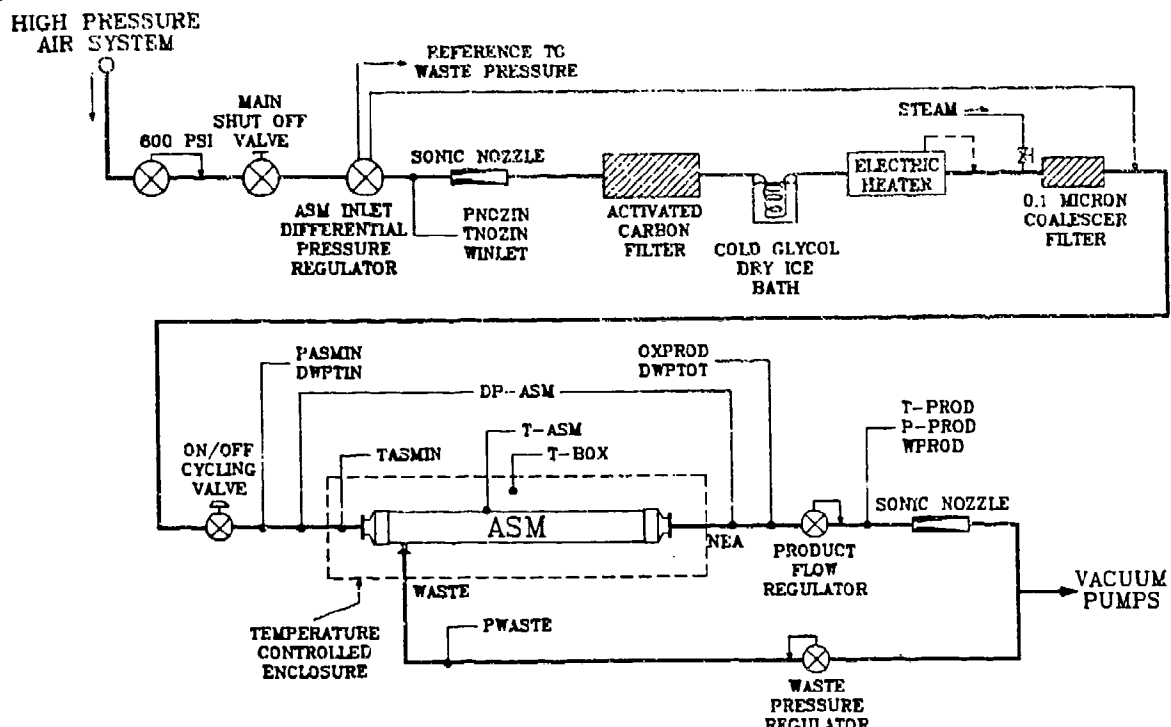 HIGH PRESSURE
AIR SYSTEM
REFERENCE TO
WASTE PRESSURE
600 PSI
MAIN
SHUT OFF
VALVE
SONIC NOZZLE
STEAM
ELECTRIC
HEATER
ASM INLET
DIFFERENTIAL
PRESSURE
REGULATOR
PNOZIN
TNOZIN
WINLET
ACTIVATED
CARBON
FILTER
COLD GLYCOL
DRY ICE
BATH
0.1 MICRON
COALESCER
FILTER
PASMIN
DWPTIN
OXPROD
DWPTOT
DP-ASM
T-ASM
T-BOX
T-PROD
P-PROD
WPROD
ON/OFF
CYCLING
VALVE
TASMIN
ASM
NEA
SONIC NOZZLE
PRODUCT
FLOW
REGULATOR
WASTE
VACUUM
PUMPS
TEMPERATURE
CONTROLLED
ENCLOSURE
PWASTE
WASTE
PRESSURE
REGULATOR